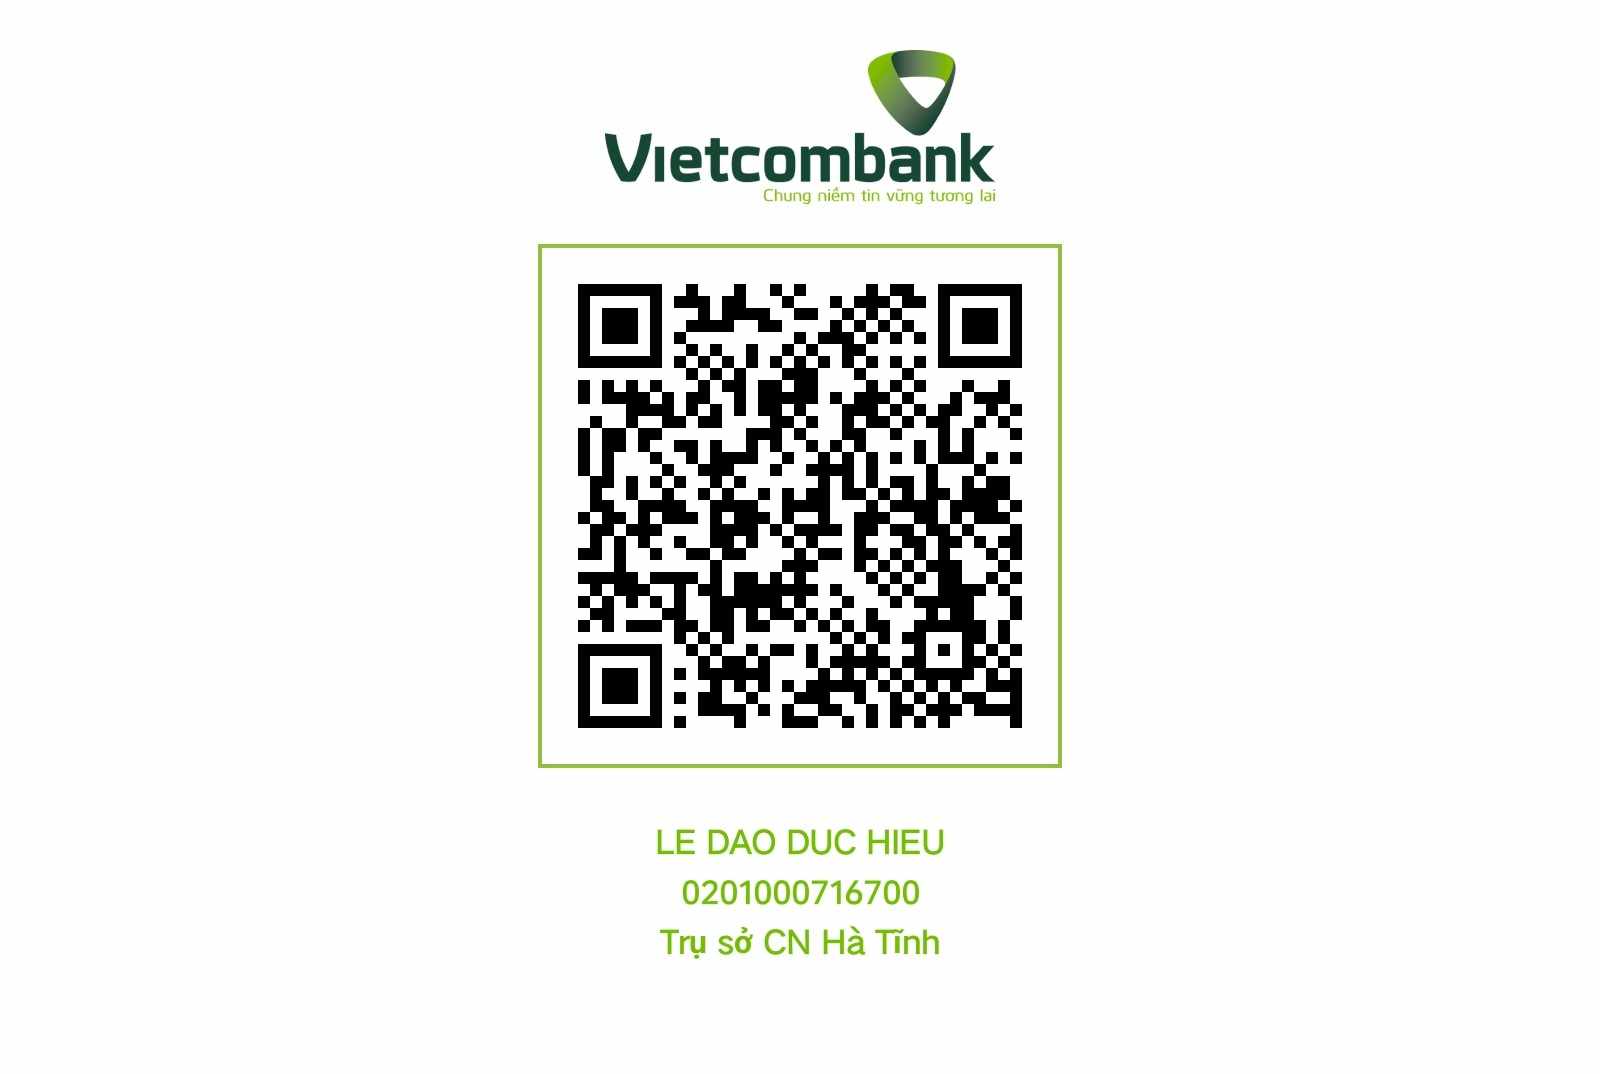 Vietcombank
Chung niềm tin vững tương lai
LE DAO DUC HIEU
0201000716700
Trụ sở CN Hà Tĩnh